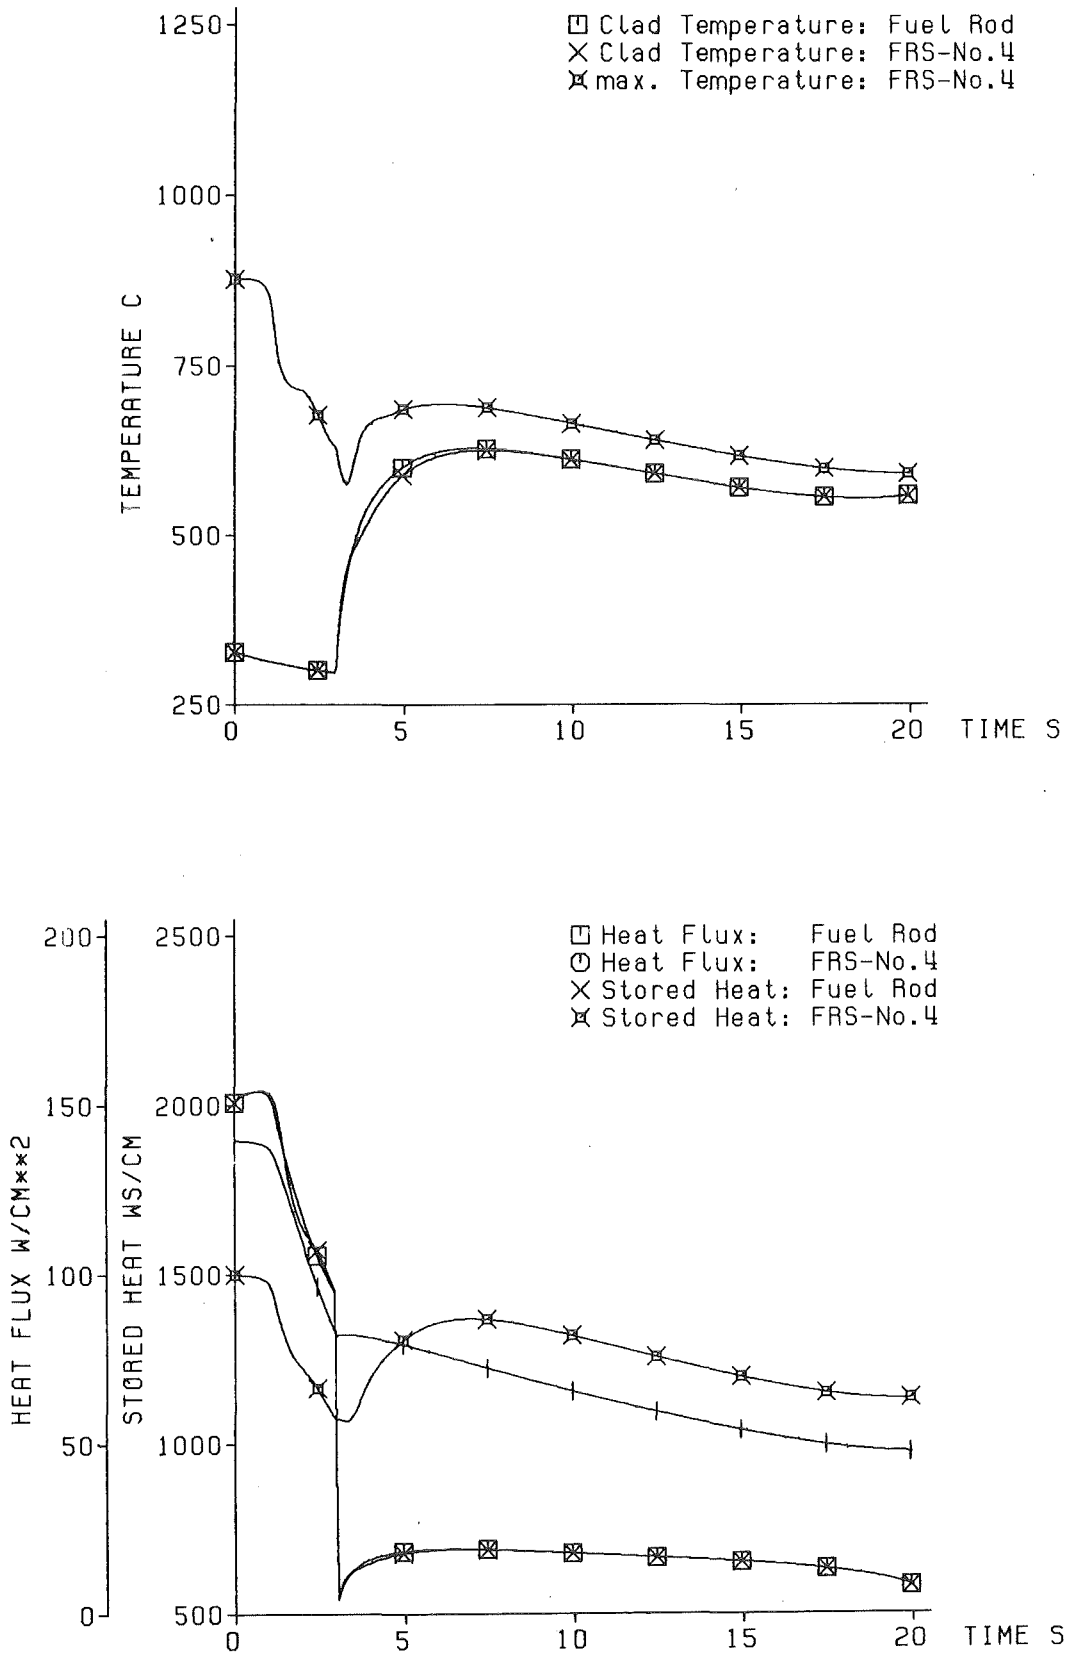 1250
□ Clad Temperature: Fuel Rod
× Clad Temperature: FRS-No.4
¤ max. Temperature: FRS-No.4
1000
750
500
250
TEMPERATURE C
0 5 10 15 20 TIME S
200 2500
□ Heat Flux: Fuel Rod
○ Heat Flux: FRS-No.4
× Stored Heat: Fuel Rod
¤ Stored Heat: FRS-No.4
150 2000
100 1500
50 1000
0 500
HEAT FLUX W/CM**2
STORED HEAT WS/CM
0 5 10 15 20 TIME S